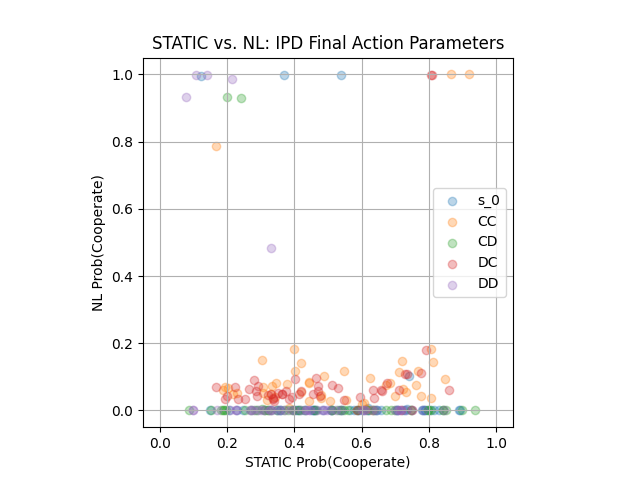 STATIC vs. NL: IPD Final Action Parameters
1.0
0.8
0.6
0.4
0.2
0.0
NL Prob(Cooperate)
s_0
CC
CD
DC
DD
0.0 0.2 0.4 0.6 0.8 1.0
STATIC Prob(Cooperate)